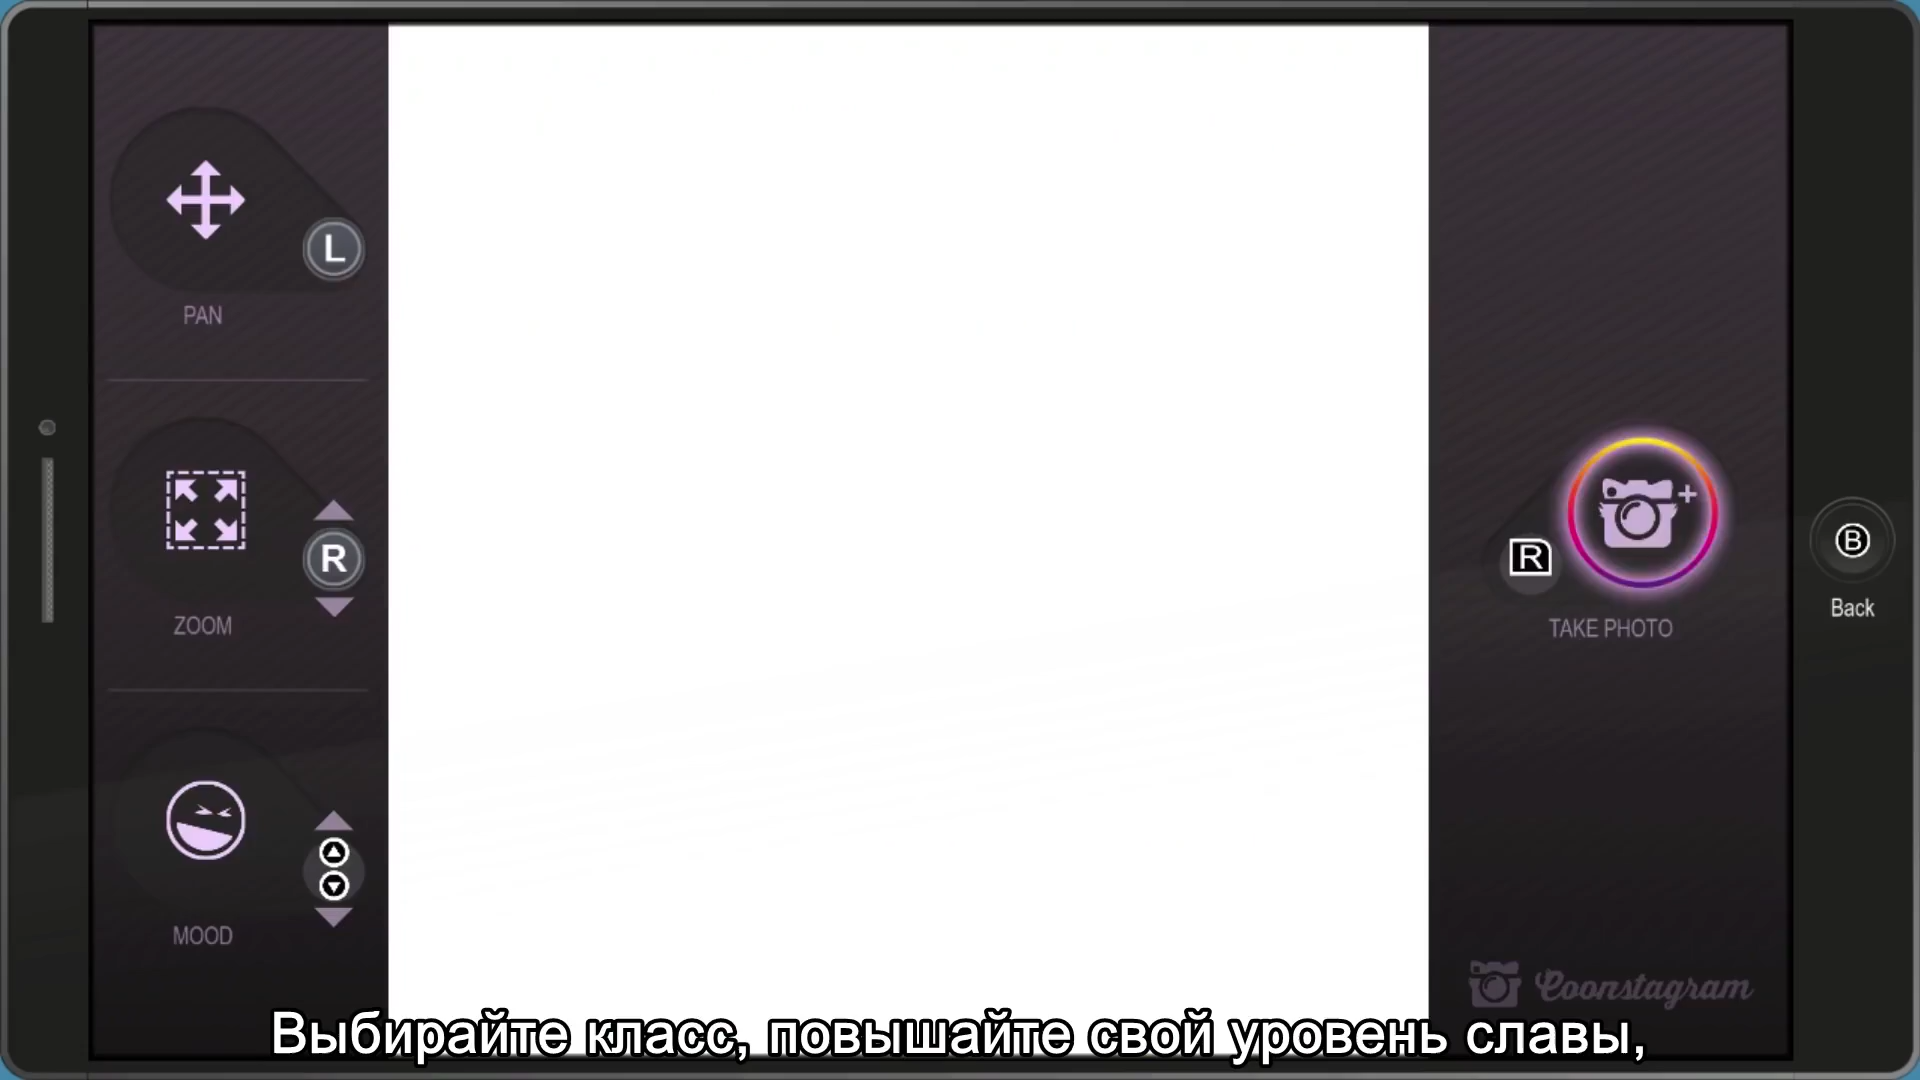 L
PAN
R
ZOOM
MOOD
R
TAKE PHOTO
B
Back
Coonstagram
Выбирайте класс, повышайте свой уровень славы,